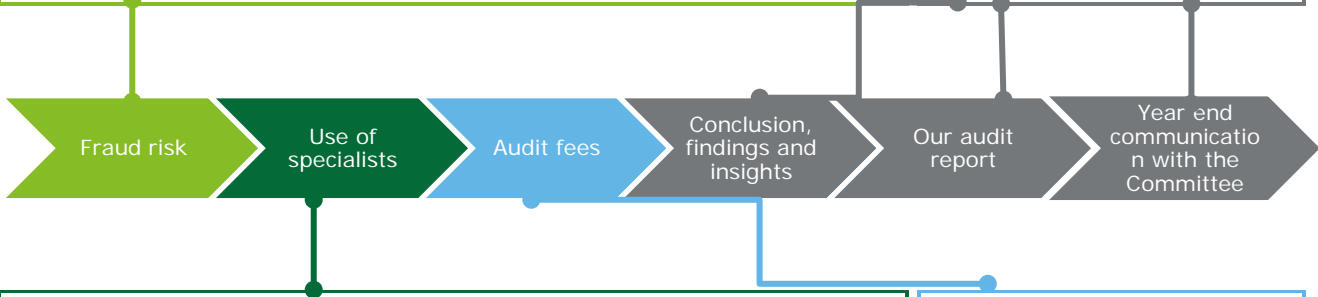 Fraud risk
Use of
specialists
Audit fees
Conclusion,
findings and
insights
Our audit
report
Year end
communicatio
n with the
Committee